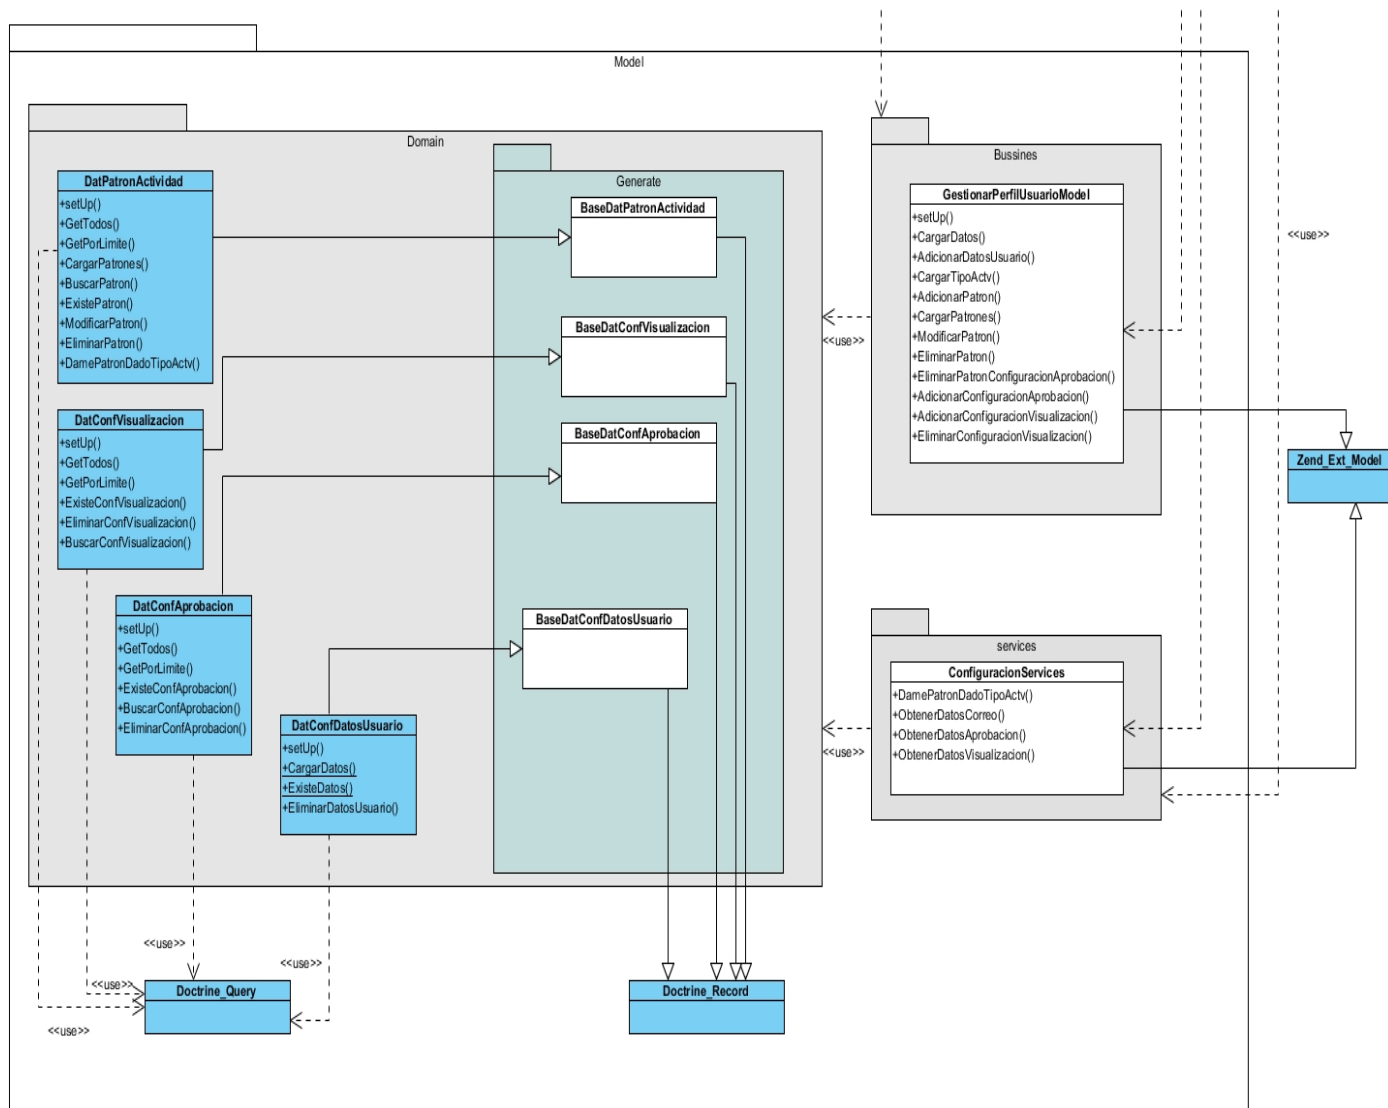 Model
Domain
DatPatronActividad
+setUp()
+GetTodos()
+GetPorLimite()
+CargarPatrones()
+BuscarPatron()
+ExistePatron()
+ModificarPatron()
+EliminarPatron()
+DamePatronDadoTipoActv()
DatConfVisualizacion
+setUp()
+GetTodos()
+GetPorLimite()
+ExisteConfVisualizacion()
+EliminarConfVisualizacion()
+BuscarConfVisualizacion()
DatConfAprobacion
+setUp()
+GetTodos()
+GetPorLimite()
+ExisteConfAprobacion()
+BuscarConfAprobacion()
+EliminarConfAprobacion()
DatConfDatosUsuario
+setUp()
+CargarDatos()
+ExisteDatos()
+EliminarDatosUsuario()
Generate
BaseDatPatronActividad
BaseDatConfVisualizacion
BaseDatConfAprobacion
BaseDatConfDatosUsuario
Bussines
GestionarPerfilUsuarioModel
+setUp()
+CargarDatos()
+AdicionarDatosUsuario()
+CargarTipoActv()
+AdicionarPatron()
+CargarPatrones()
+ModificarPatron()
+EliminarPatron()
+EliminarPatronConfiguracionAprobacion()
+AdicionarConfiguracionAprobacion()
+AdicionarConfiguracionVisualizacion()
+EliminarConfiguracionVisualizacion()
<<use>>
<<use>>
Zend_Ext_Model
services
ConfiguracionServices
+DamePatronDadoTipoActv()
+ObtenerDatosCorreo()
+ObtenerDatosAprobacion()
+ObtenerDatosVisualizacion()
<<use>>
<<use>>
<<use>>
<<use>>
<<use>>
Doctrine_Query
Doctrine_Record